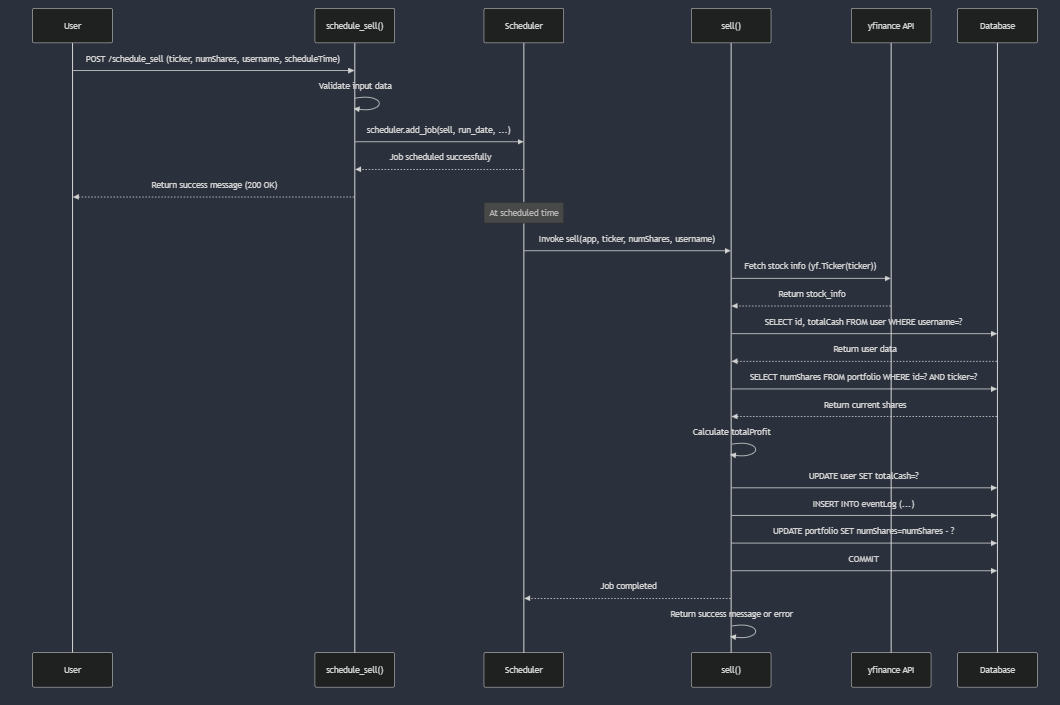 User
schedule_sell()
Scheduler
sell()
yfinance API
Database
POST /schedule_sell (ticker, numShares, username, scheduleTime)
Validate input data
scheduler.add_job(sell, run_date, ...)
Job scheduled successfully
Return success message (200 OK)
At scheduled time
Invoke sell(app, ticker, numShares, username)
Fetch stock info (yf.Ticker(ticker))
Return stock_info
SELECT id, totalCash FROM user WHERE username=?
Return user data
SELECT numShares FROM portfolio WHERE id=? AND ticker=?
Return current shares
Calculate totalProfit
UPDATE user SET totalCash=?
INSERT INTO eventLog (...)
UPDATE portfolio SET numShares=numShares - ?
COMMIT
Job completed
Return success message or error
User
schedule_sell()
Scheduler
sell()
yfinance API
Database